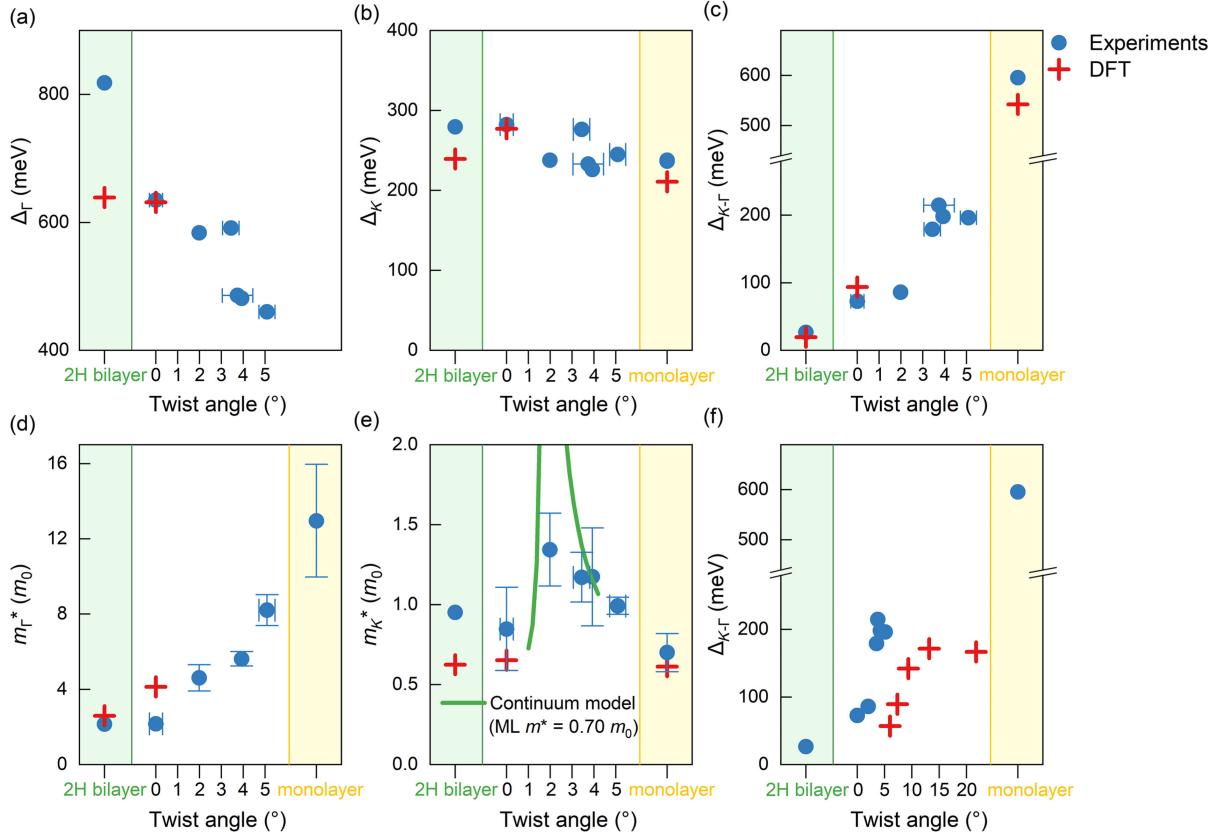 (a)
800
600
400
Δ_Γ (meV)
2H bilayer
0 1 2 3 4 5
Twist angle (°)
(b)
400
300
200
100
0
Δ_K (meV)
2H bilayer
0 1 2 3 4 5
monolayer
Twist angle (°)
(c)
600
500
200
100
0
Δ_K-Γ (meV)
2H bilayer
0 1 2 3 4 5
monolayer
Twist angle (°)
Experiments
DFT
(d)
16
12
8
4
0
m_Γ* (m_0)
2H bilayer
0 1 2 3 4 5
monolayer
Twist angle (°)
(e)
2.0
1.5
1.0
0.5
0.0
m_K* (m_0)
Continuum model
(ML m* = 0.70 m_0)
2H bilayer
0 1 2 3 4 5
monolayer
Twist angle (°)
(f)
600
500
200
100
0
Δ_K-Γ (meV)
2H bilayer
0 5 10 15 20
monolayer
Twist angle (°)